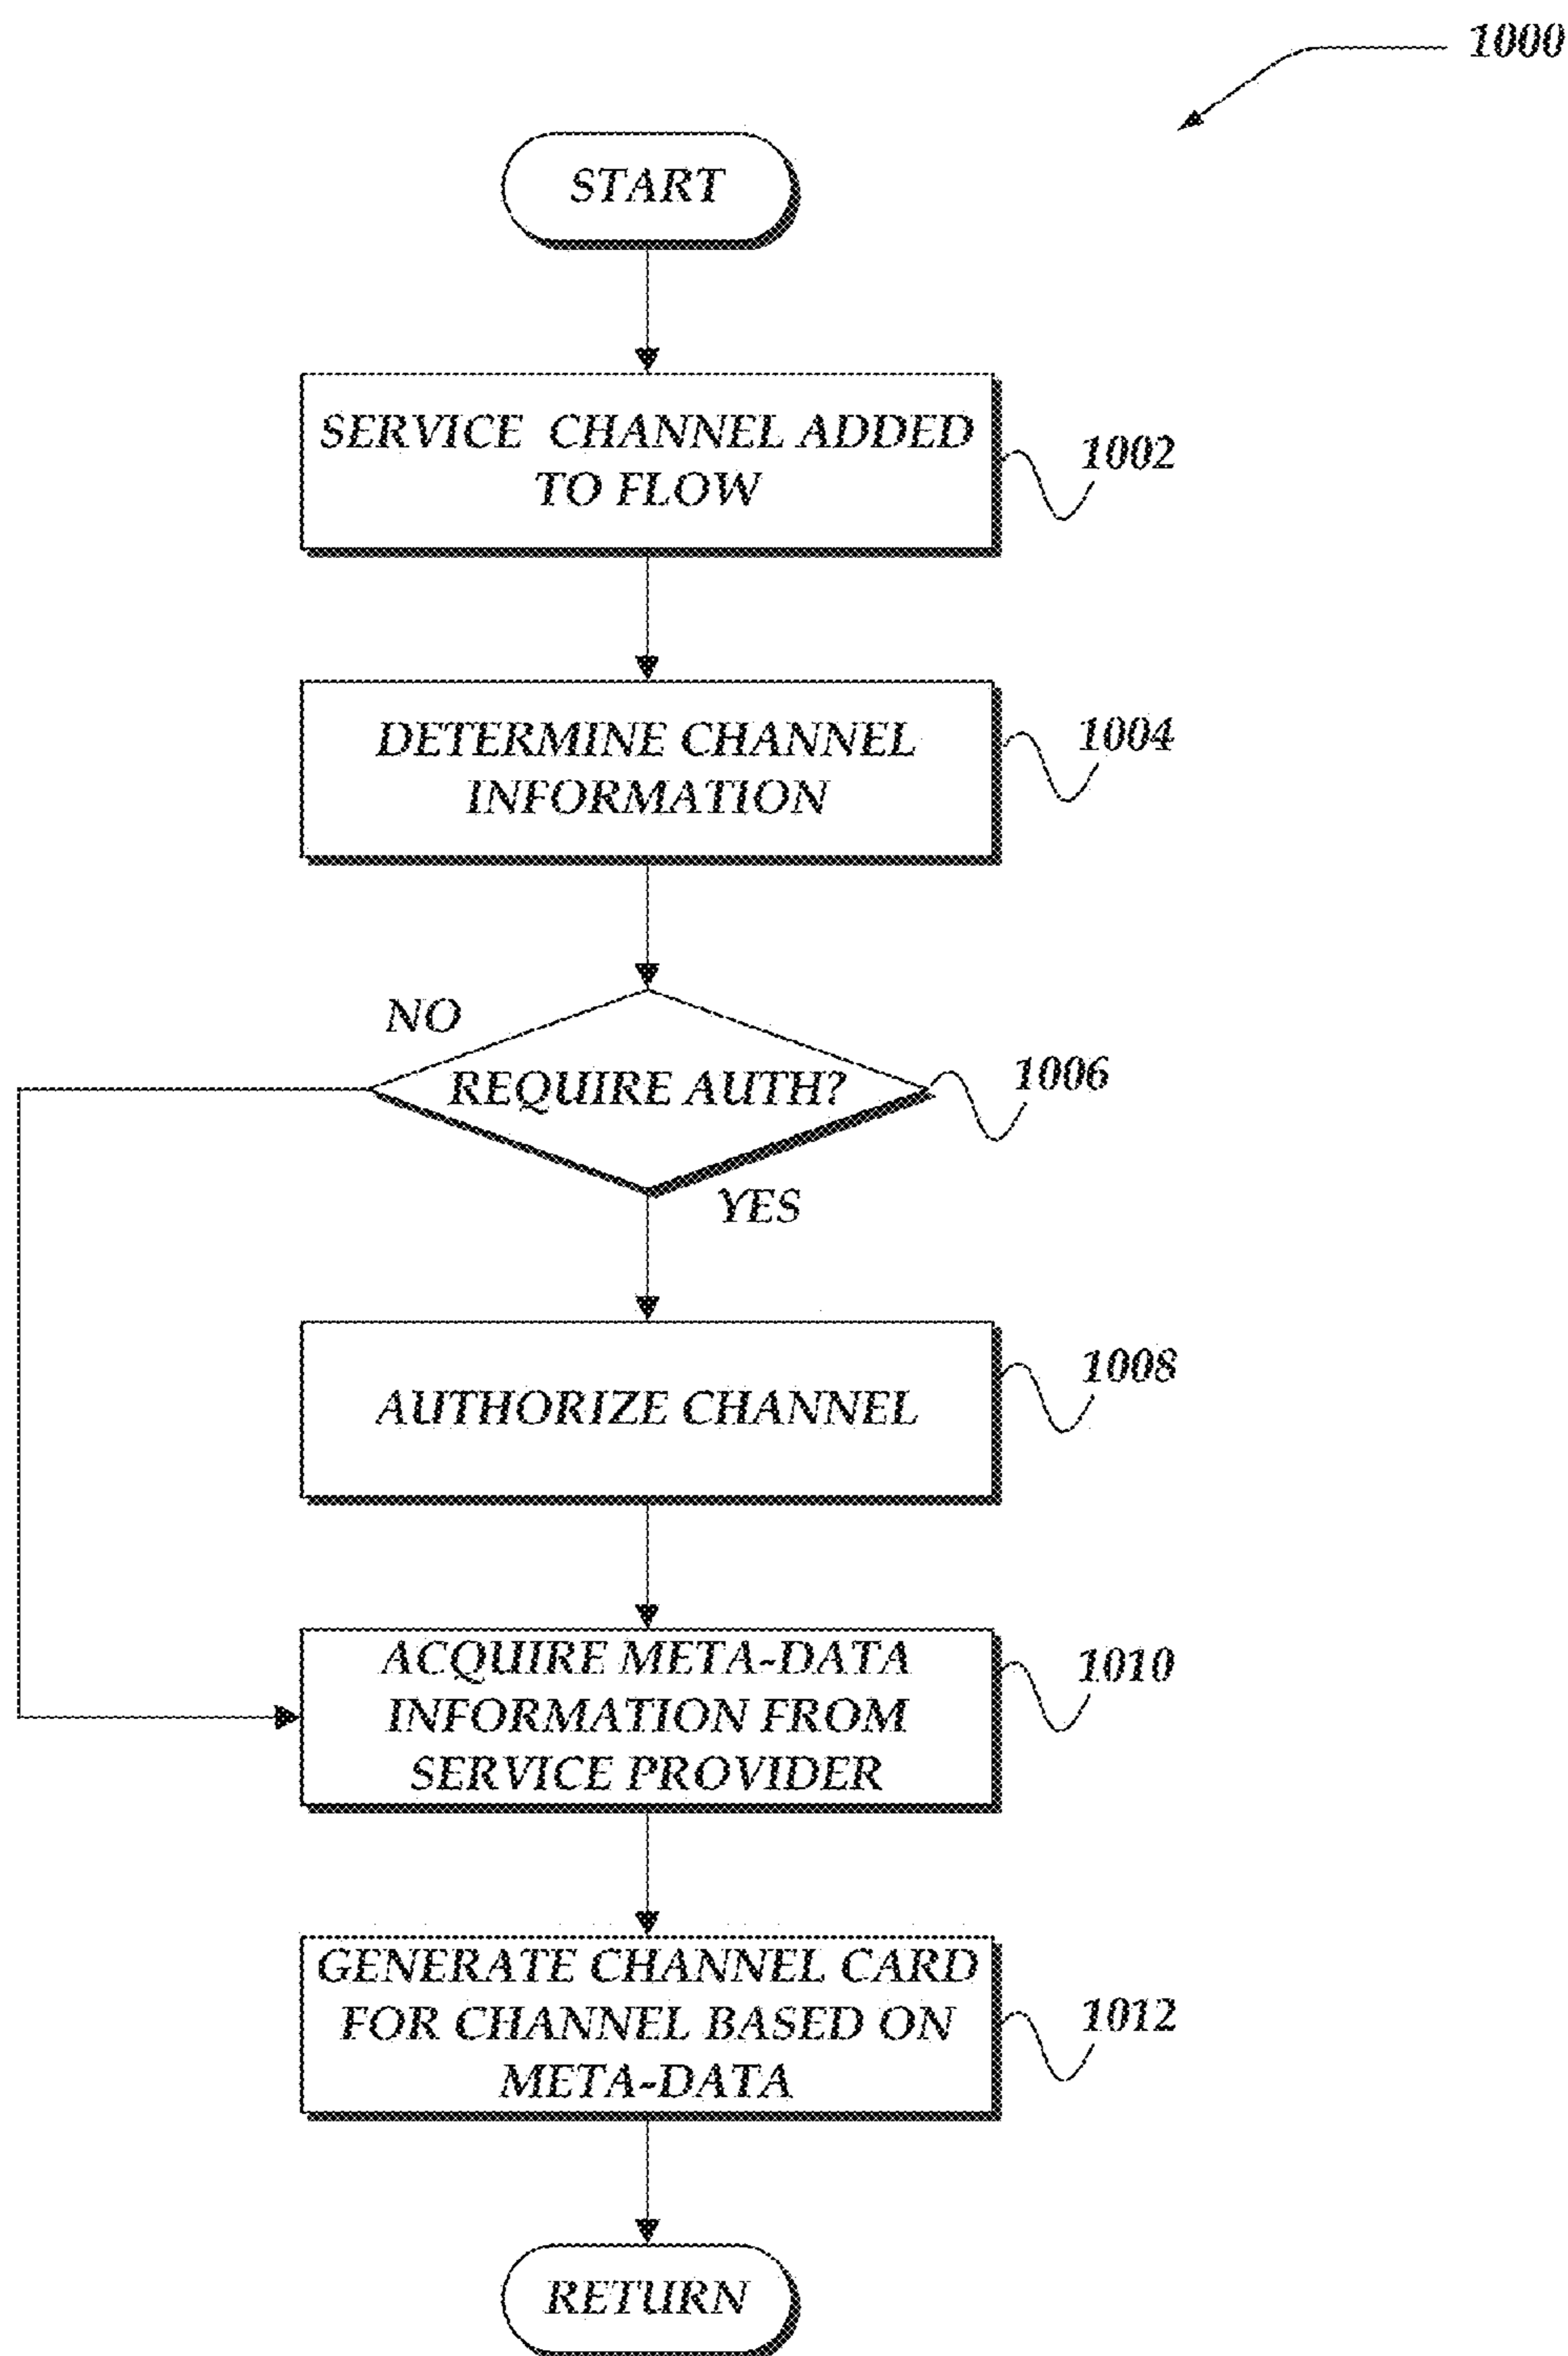 1000
START
SERVICE CHANNEL ADDED
TO FLOW
1002
DETERMINE CHANNEL
INFORMATION
1004
NO
REQUIRE AUTH?
1006
YES
AUTHORIZE CHANNEL
1008
ACQUIRE META-DATA
INFORMATION FROM
SERVICE PROVIDER
1010
GENERATE CHANNEL CARD
FOR CHANNEL BASED ON
META-DATA
1012
RETURN